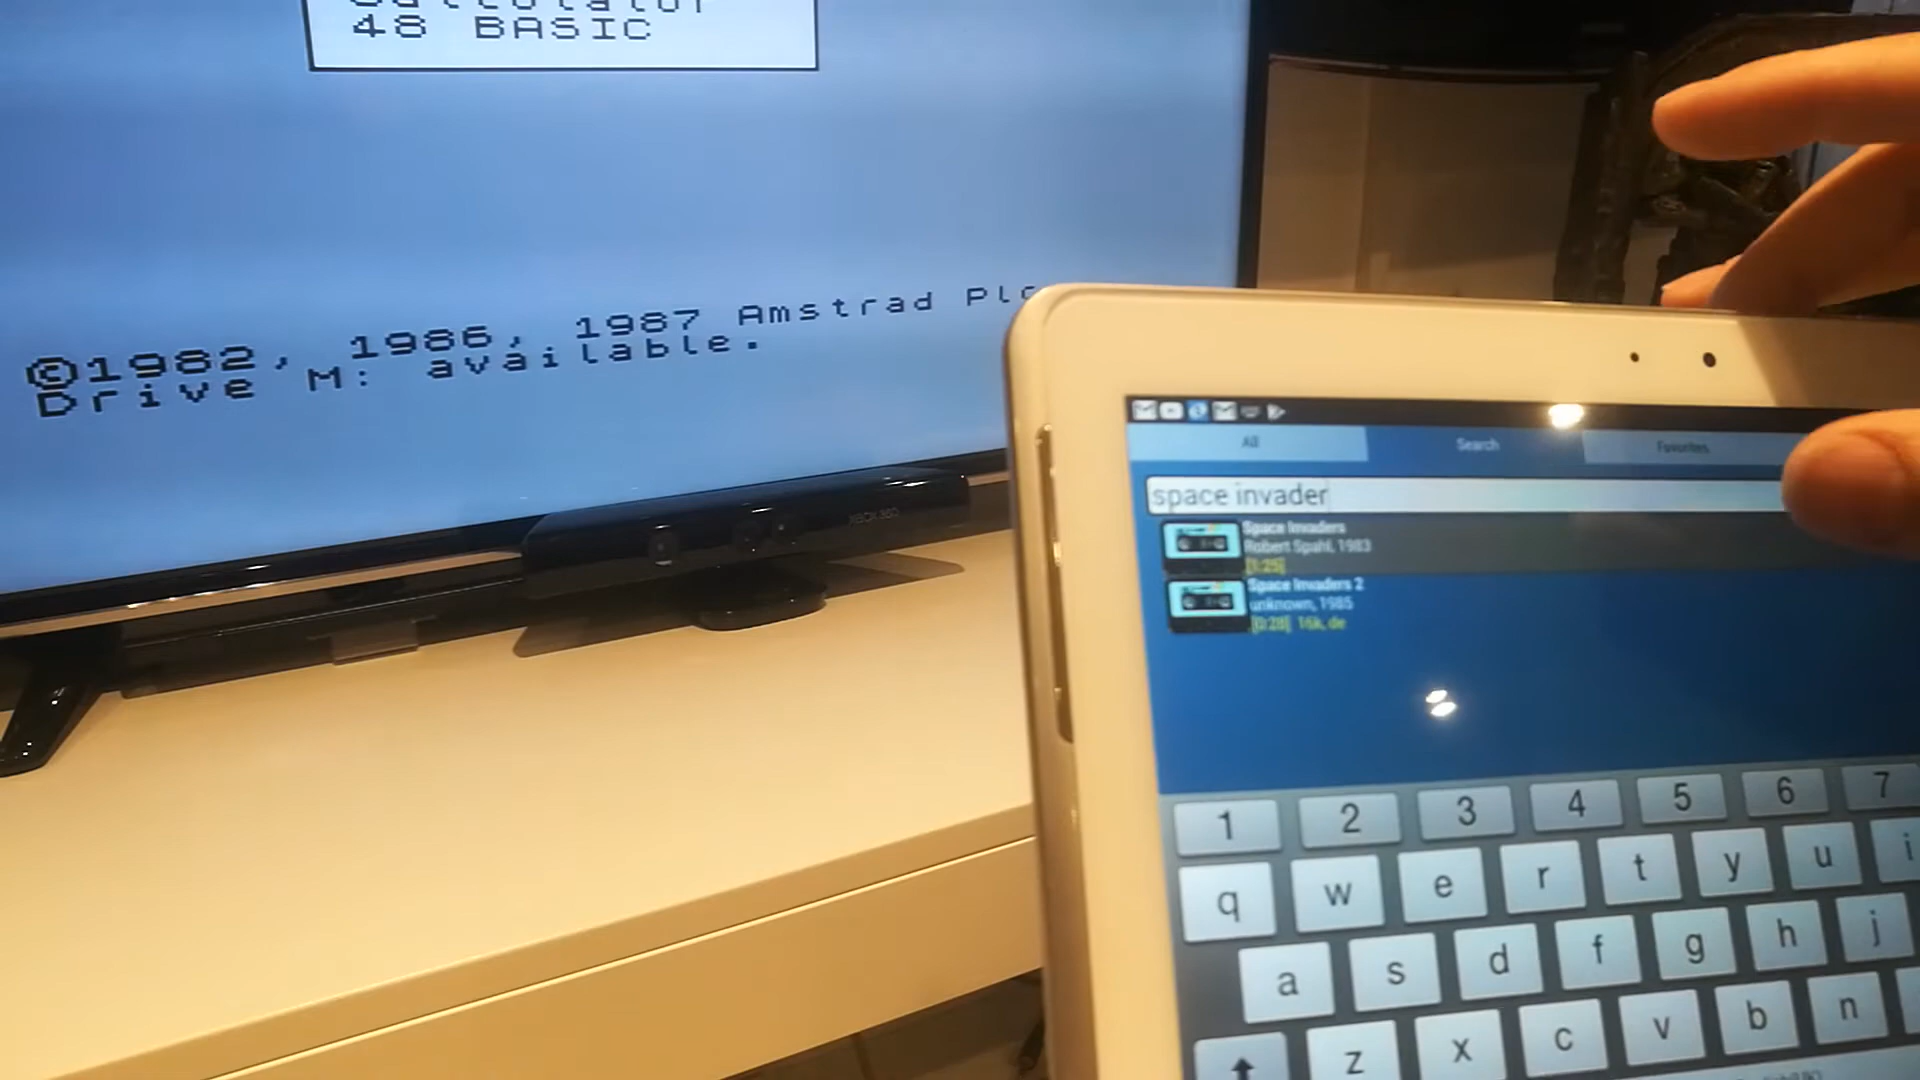 Calculator
48 BASIC
©1982, 1986, 1987 Amstrad Plc
Drive M: available.
XBOX 360
All
Search
Favorites
space invader
Space Invaders
Robert Spahl, 1983
[1:25]
Space Invaders 2
unknown, 1985
[0:28] 16k, de
1 2 3 4 5 6 7
q w e r t y u i
a s d f g h j
z x c v b n